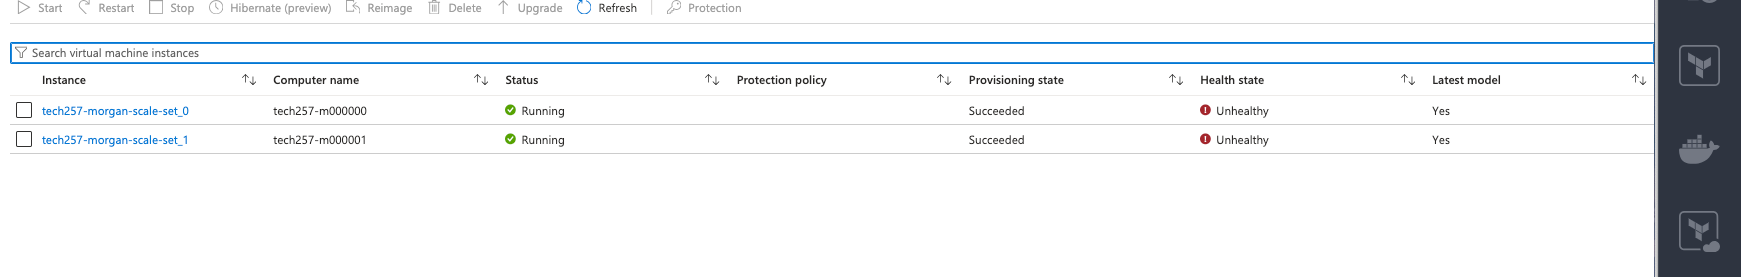 Start Restart Stop Hibernate (preview) Reimage Delete Upgrade Refresh Protection
Search virtual machine instances
Instance Computer name Status Protection policy Provisioning state Health state Latest model
tech257-morgan-scale-set_0 tech257-m000000 Running Succeeded Unhealthy Yes
tech257-morgan-scale-set_1 tech257-m000001 Running Succeeded Unhealthy Yes